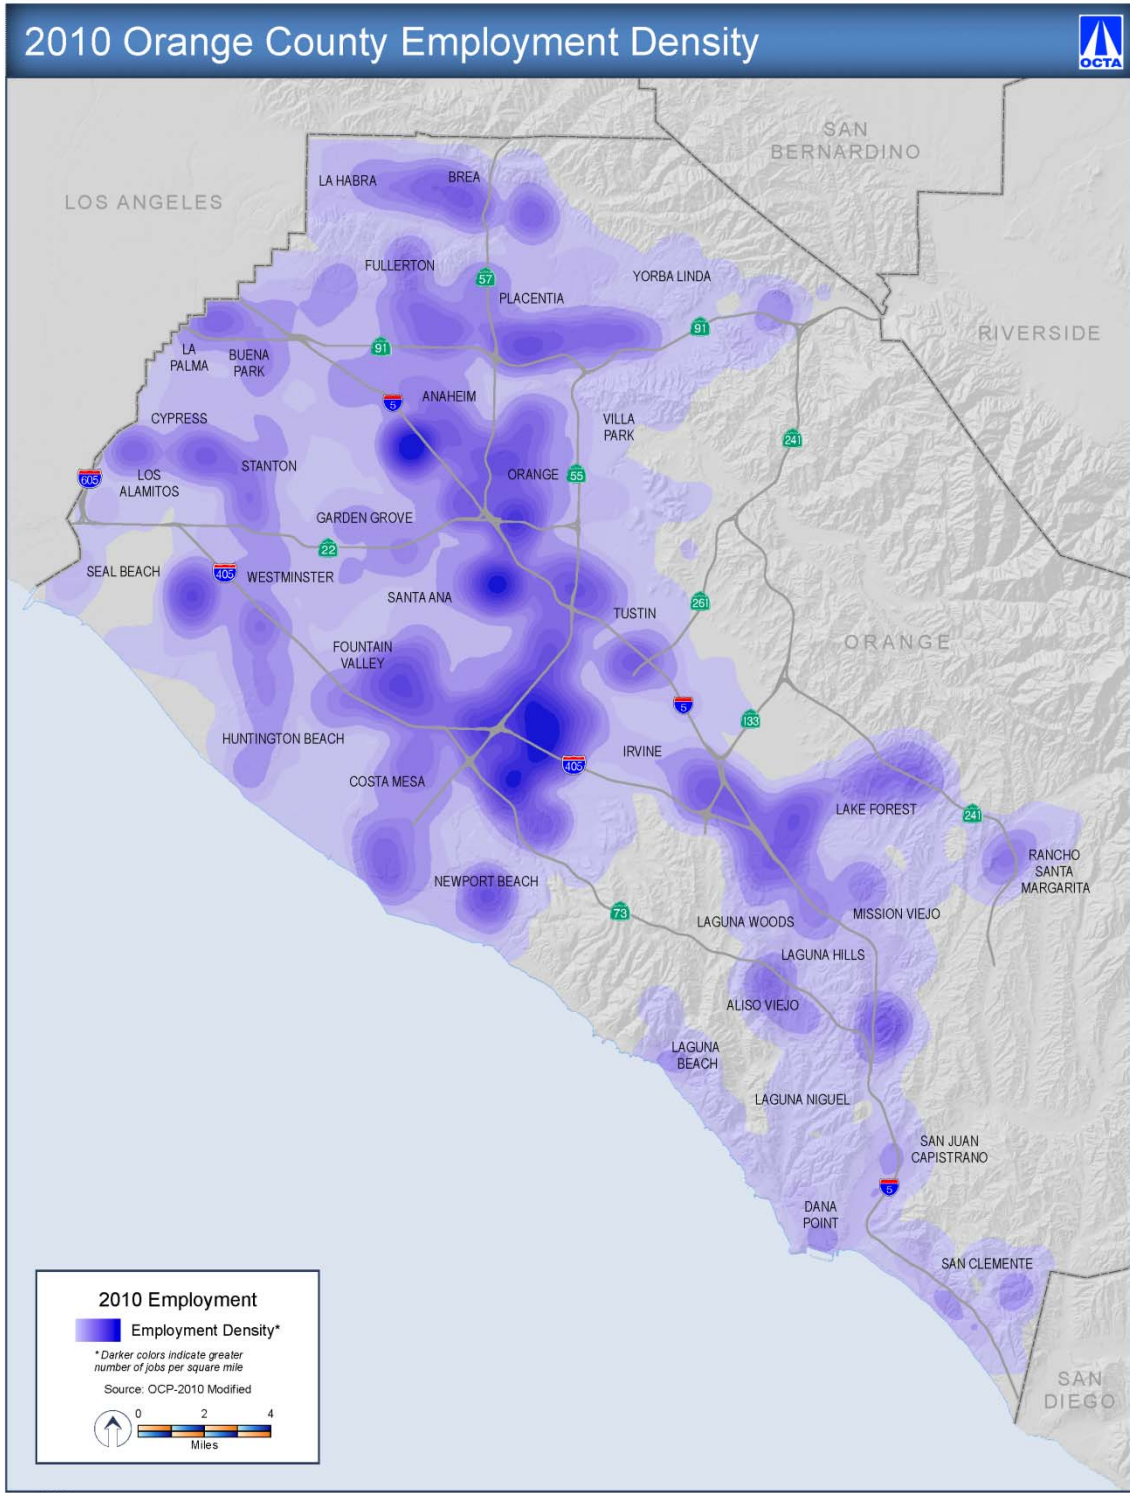 2010 Orange County Employment Density
OCTA
SAN
BERNARDINO
LOS ANGELES
LA HABRA
BREA
FULLERTON
57
YORBA LINDA
PLACENTIA
91
RIVERSIDE
91
LA
PALMA
BUENA
PARK
5
ANAHEIM
CYPRESS
VILLA
PARK
241
STANTON
ORANGE
55
605
LOS
ALAMITOS
GARDEN GROVE
22
SEAL BEACH
405
WESTMINSTER
SANTA ANA
261
TUSTIN
ORANGE
FOUNTAIN
VALLEY
5
133
HUNTINGTON BEACH
IRVINE
405
COSTA MESA
LAKE FOREST
241
RANCHO
SANTA
MARGARITA
NEWPORT BEACH
73
LAGUNA WOODS
MISSION VIEJO
LAGUNA HILLS
ALISO VIEJO
LAGUNA
BEACH
LAGUNA NIGUEL
SAN JUAN
CAPISTRANO
5
DANA
POINT
SAN CLEMENTE
2010 Employment
Employment Density*
* Darker colors indicate greater
number of jobs per square mile
Source: OCP-2010 Modified
0 2 4
Miles
SAN
DIEGO